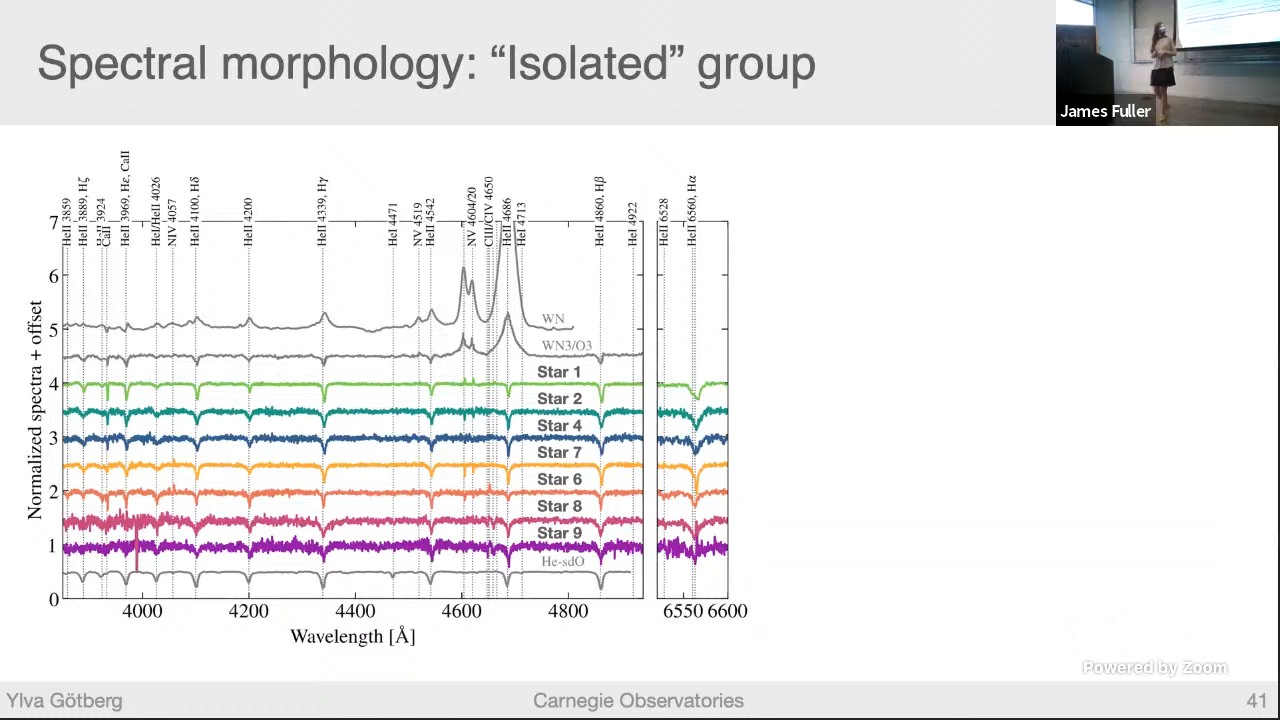 Spectral morphology: “Isolated” group
James Fuller
HeII 3859
HeII 3889, Hζ
HeII 3924
CaII
HeII 3969, Hε, CaII
HeI/HeII 4026
NIV 4057
HeII 4100, Hδ
HeII 4200
HeII 4339, Hγ
HeI 4471
NV 4519
HeII 4542
NV 4604/20
CIII/CIV 4650
HeII 4686
HeI 4713
HeII 4860, Hβ
HeI 4922
HeII 6528
HeII 6560, Hα
7
6
5
4
3
2
1
0
Normalized spectra + offset
WN
WN3/O3
Star 1
Star 2
Star 4
Star 7
Star 6
Star 8
Star 9
He-sdO
4000 4200 4400 4600 4800 6550 6600
Wavelength [Å]
Powered by Zoom
Ylva Götberg Carnegie Observatories 41